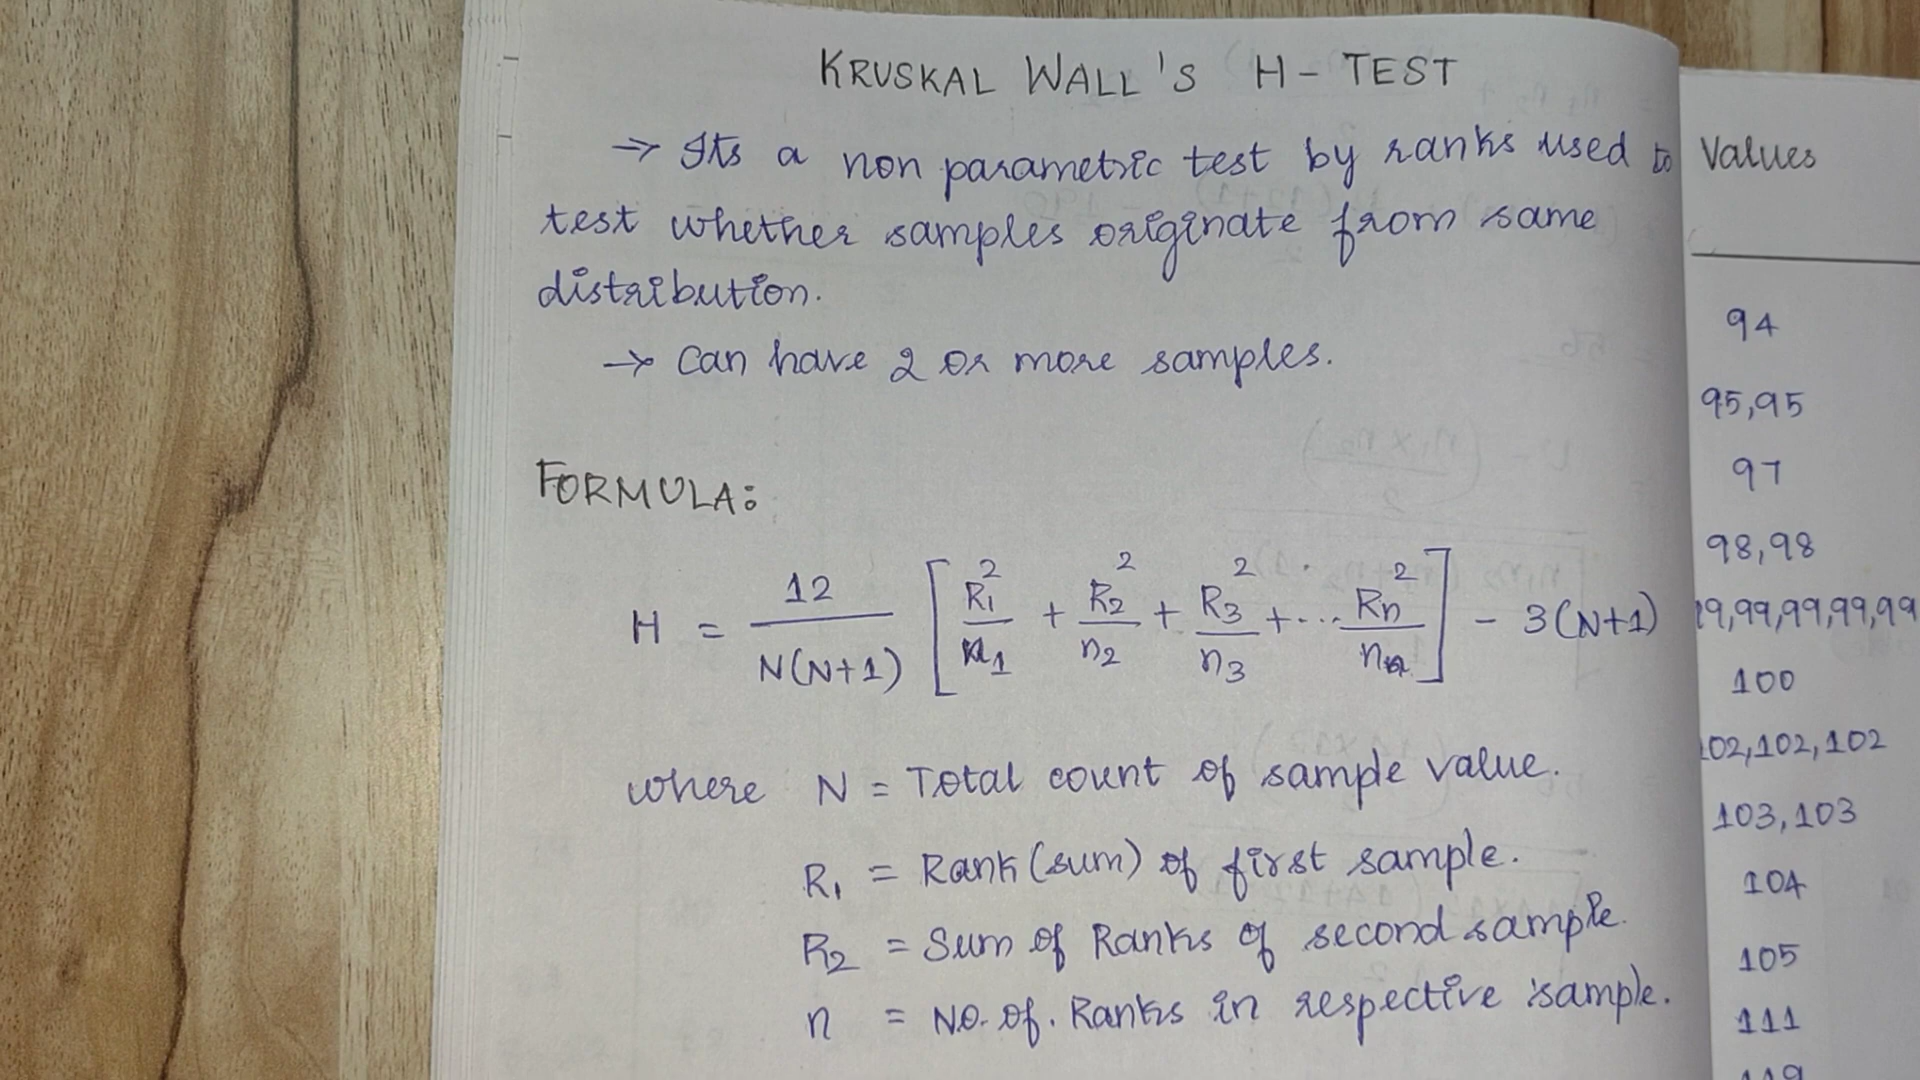 KRUSKAL WALL'S H - TEST
→ Its a non parametric test by ranks used to
test whether samples originate from same
distribution.
→ Can have 2 or more samples.
FORMULA:
H = 12 / N(N+1) [ R1² / n1 + R2² / n2 + R3² / n3 + ... Rn² / nn ] - 3(N+1)
where N = Total count of sample value.
R1 = Rank (sum) of first sample.
R2 = Sum of Ranks of second sample.
n = No. of. Ranks in respective sample.
Values
94
95,95
97
98,98
99,99,99,99,99
100
102,102,102
103,103
104
105
111